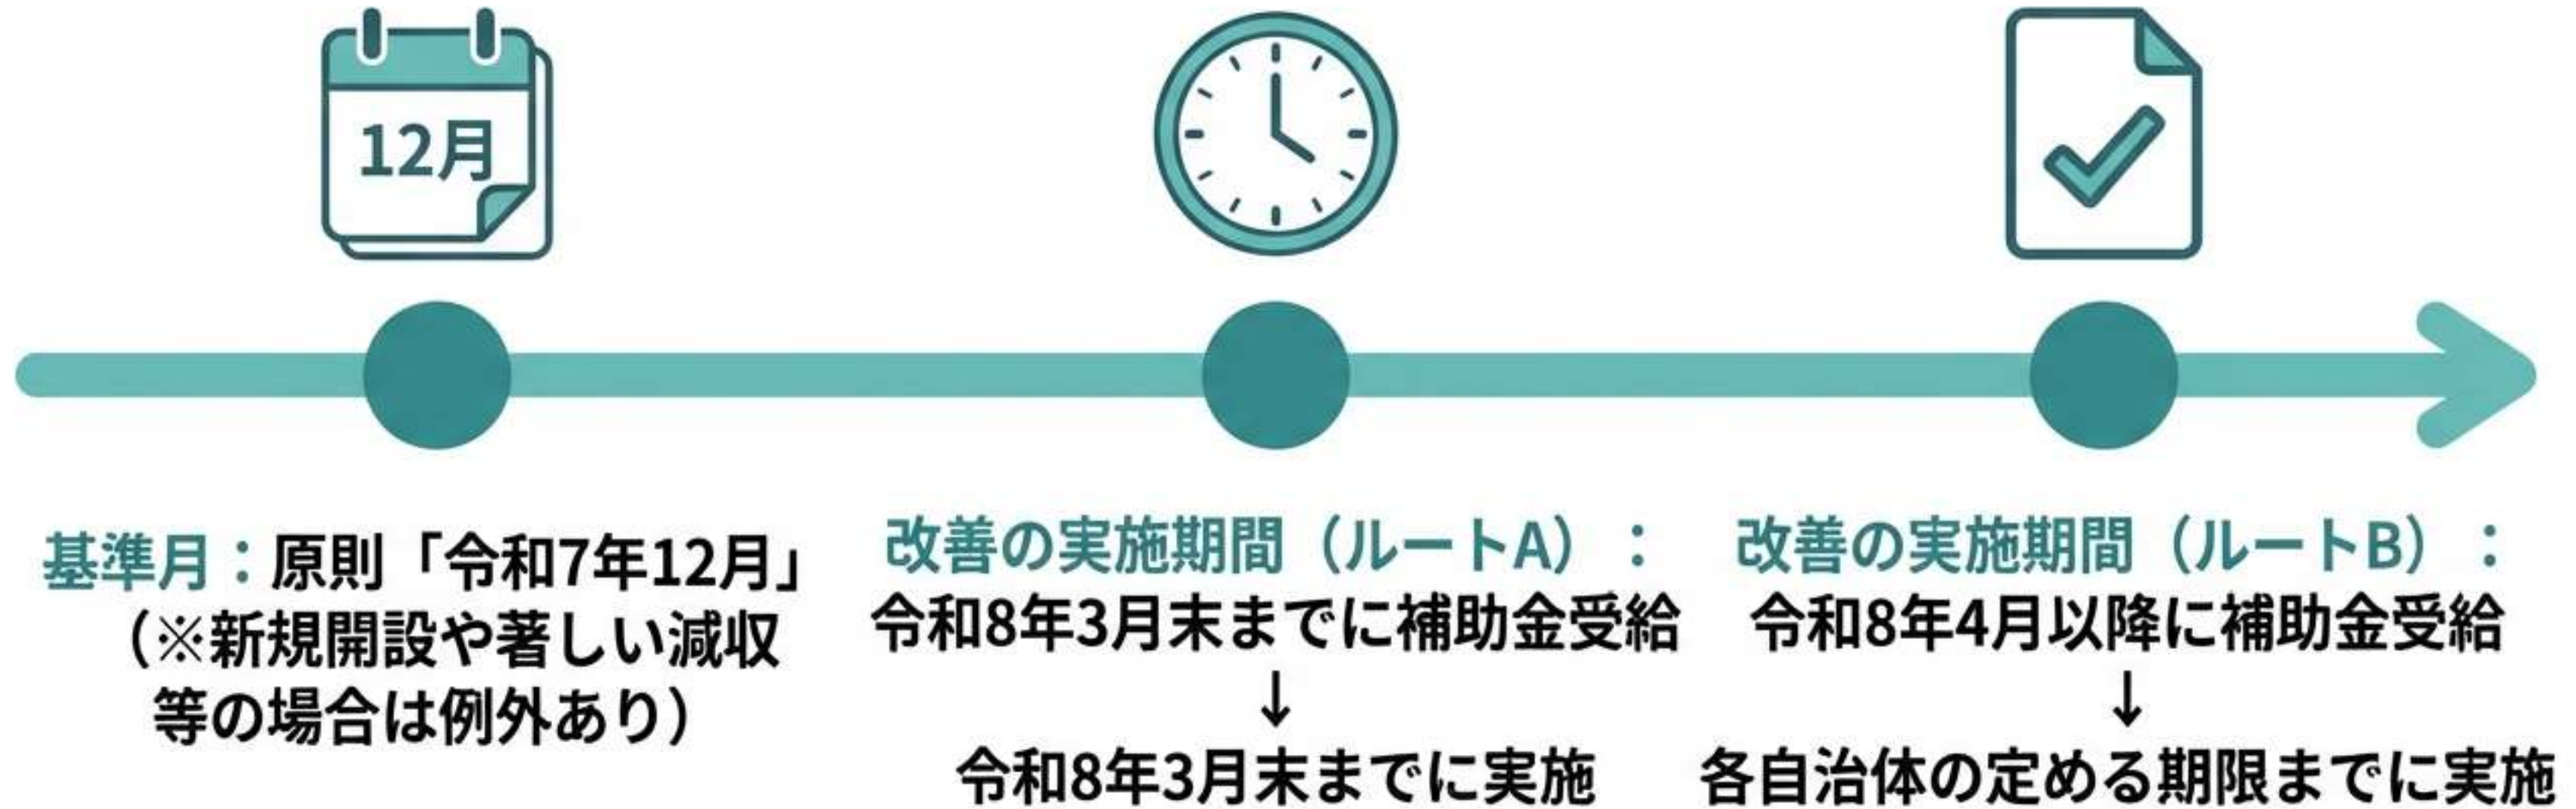 12月
基準月：原則「令和7年12月」
（※新規開設や著しい減収
等の場合は例外あり）
改善の実施期間（ルートA）：
令和8年3月末までに補助金受給
↓
令和8年3月末までに実施
改善の実施期間（ルートB）：
令和8年4月以降に補助金受給
↓
各自治体の定める期限までに実施